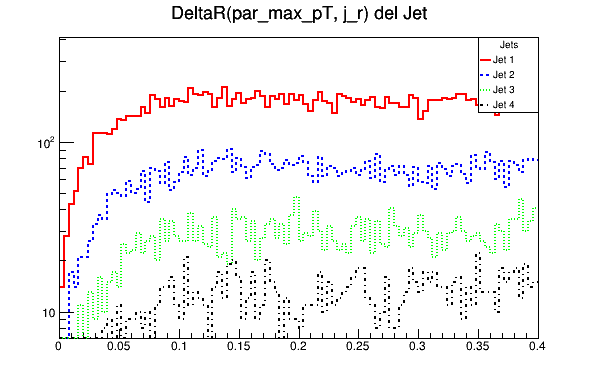 DeltaR(par_max_pT, j_r) del Jet
Jets
Jet 1
Jet 2
Jet 3
Jet 4
10²
10
0 0.05 0.1 0.15 0.2 0.25 0.3 0.35 0.4